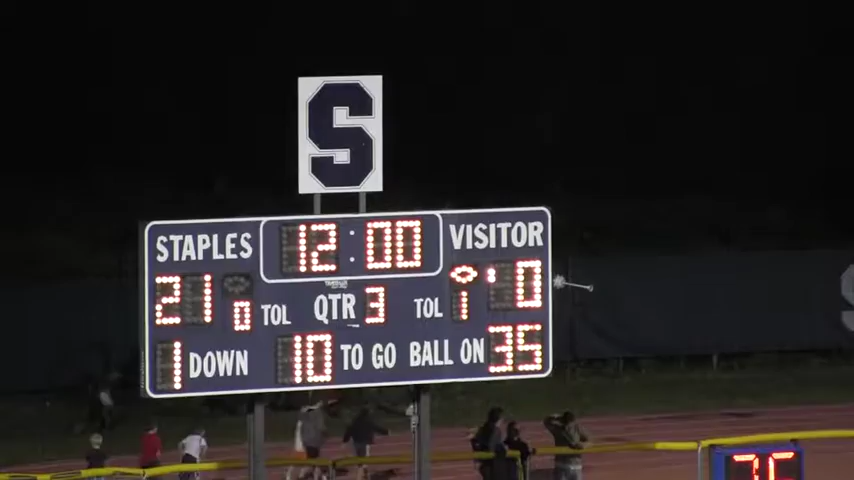 S
STAPLES 12:00 VISITOR
21 0 TOL QTR 3 TOL 1 0
1 DOWN 10 TO GO BALL ON 35